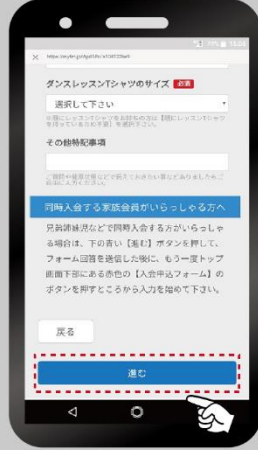 ダンスレッスンTシャツのサイズ 必須
選択して下さい
その他特記事項
同時入会する家族会員がいらっしゃる方へ
兄弟姉妹児などで同時入会する方がいらっしゃ
る場合は、下の青い【進む】ボタンを押して、
フォーム回答を送信した後に、もう一度トップ
画面下部にある赤色の【入会申込フォーム】の
ボタンを押すところから入力を始めて下さい。
戻る
進む